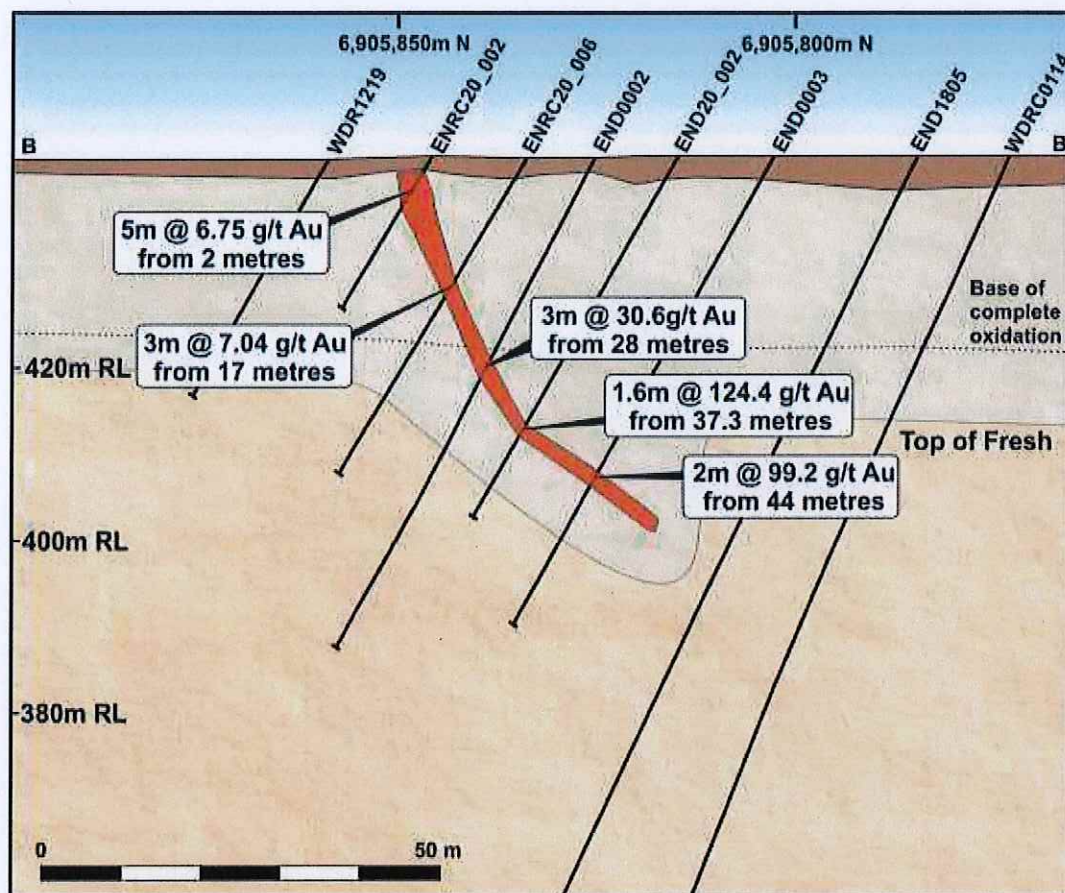 6,905,850m N
6,905,800m N
WDR1219
ENRC20_002
ENRC20_006
END0002
END20_002
END0003
END1805
WDRC0114
B
B
5m @ 6.75 g/t Au
from 2 metres
3m @ 7.04 g/t Au
from 17 metres
3m @ 30.6g/t Au
from 28 metres
1.6m @ 124.4 g/t Au
from 37.3 metres
2m @ 99.2 g/t Au
from 44 metres
Base of
complete
oxidation
420m RL
Top of Fresh
400m RL
380m RL
0
50 m